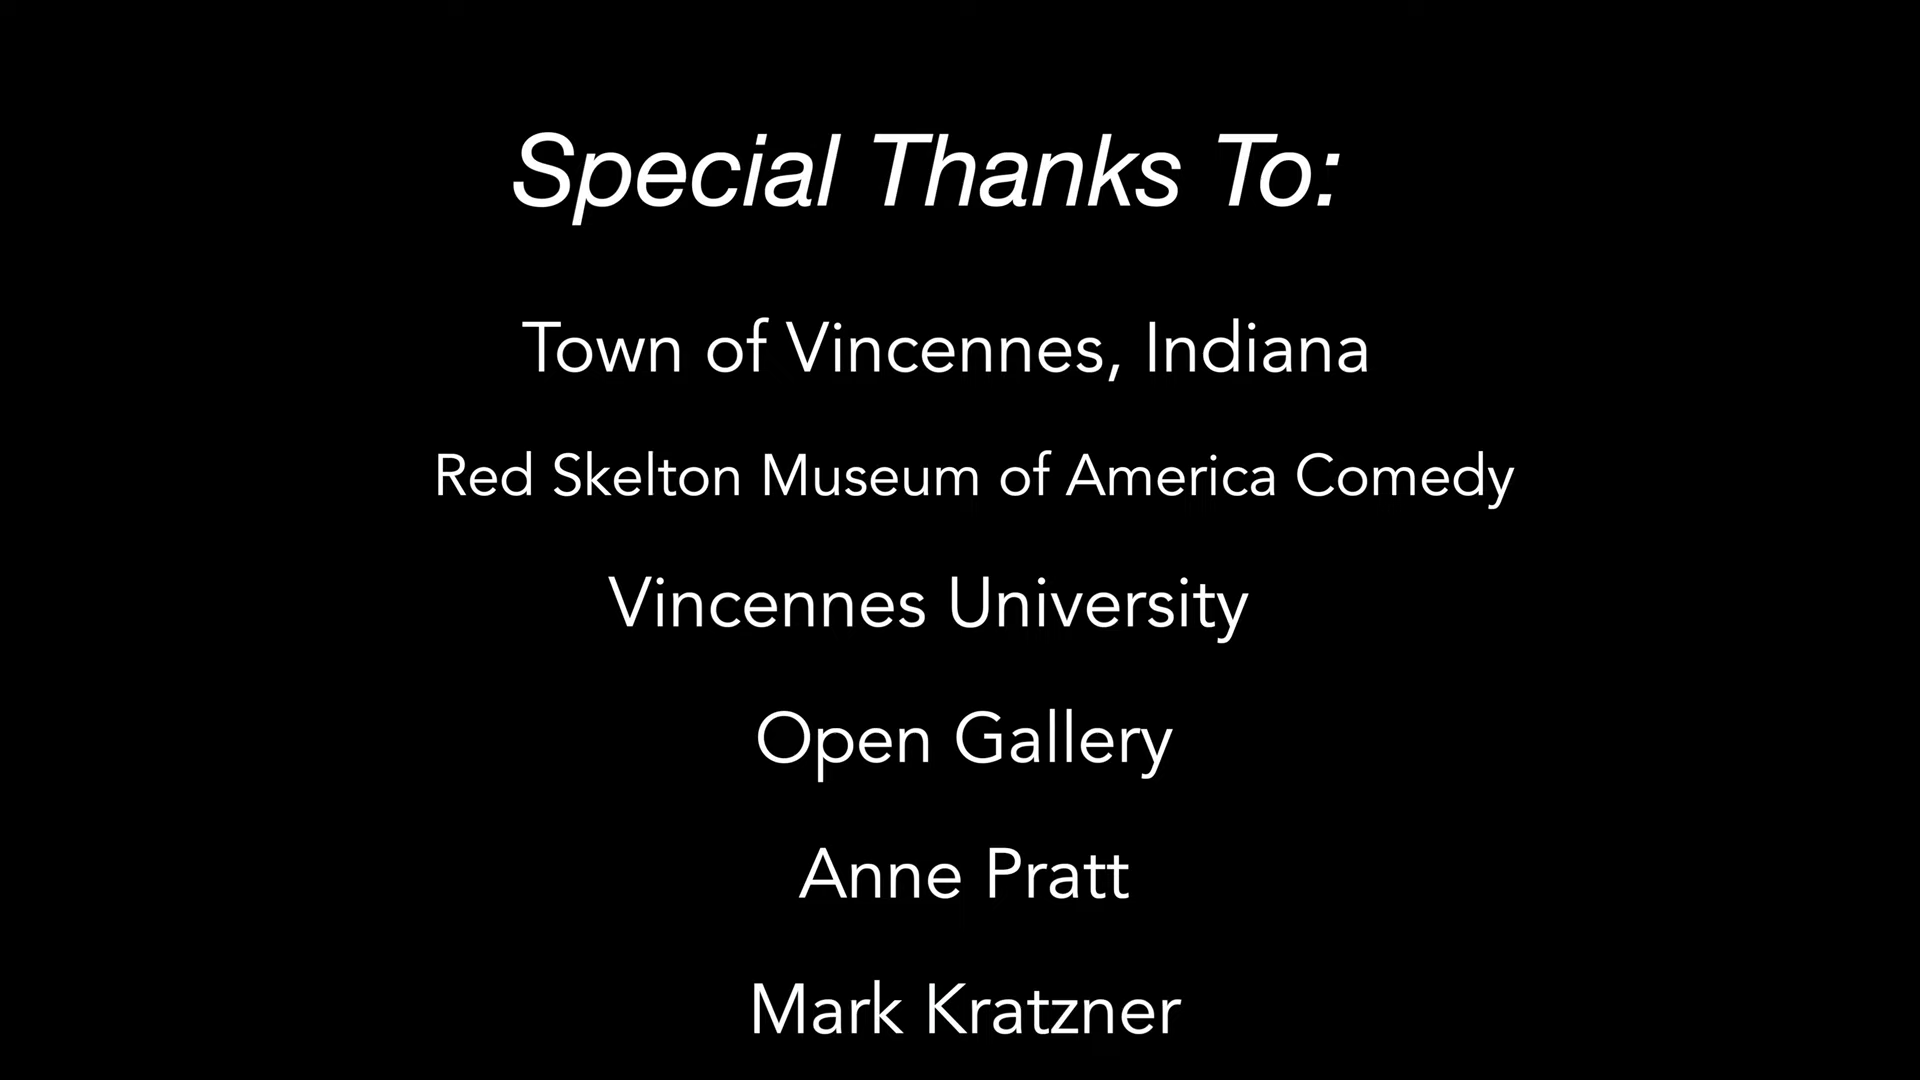 Special Thanks To:
Town of Vincennes, Indiana
Red Skelton Museum of America Comedy
Vincennes University
Open Gallery
Anne Pratt
Mark Kratzner